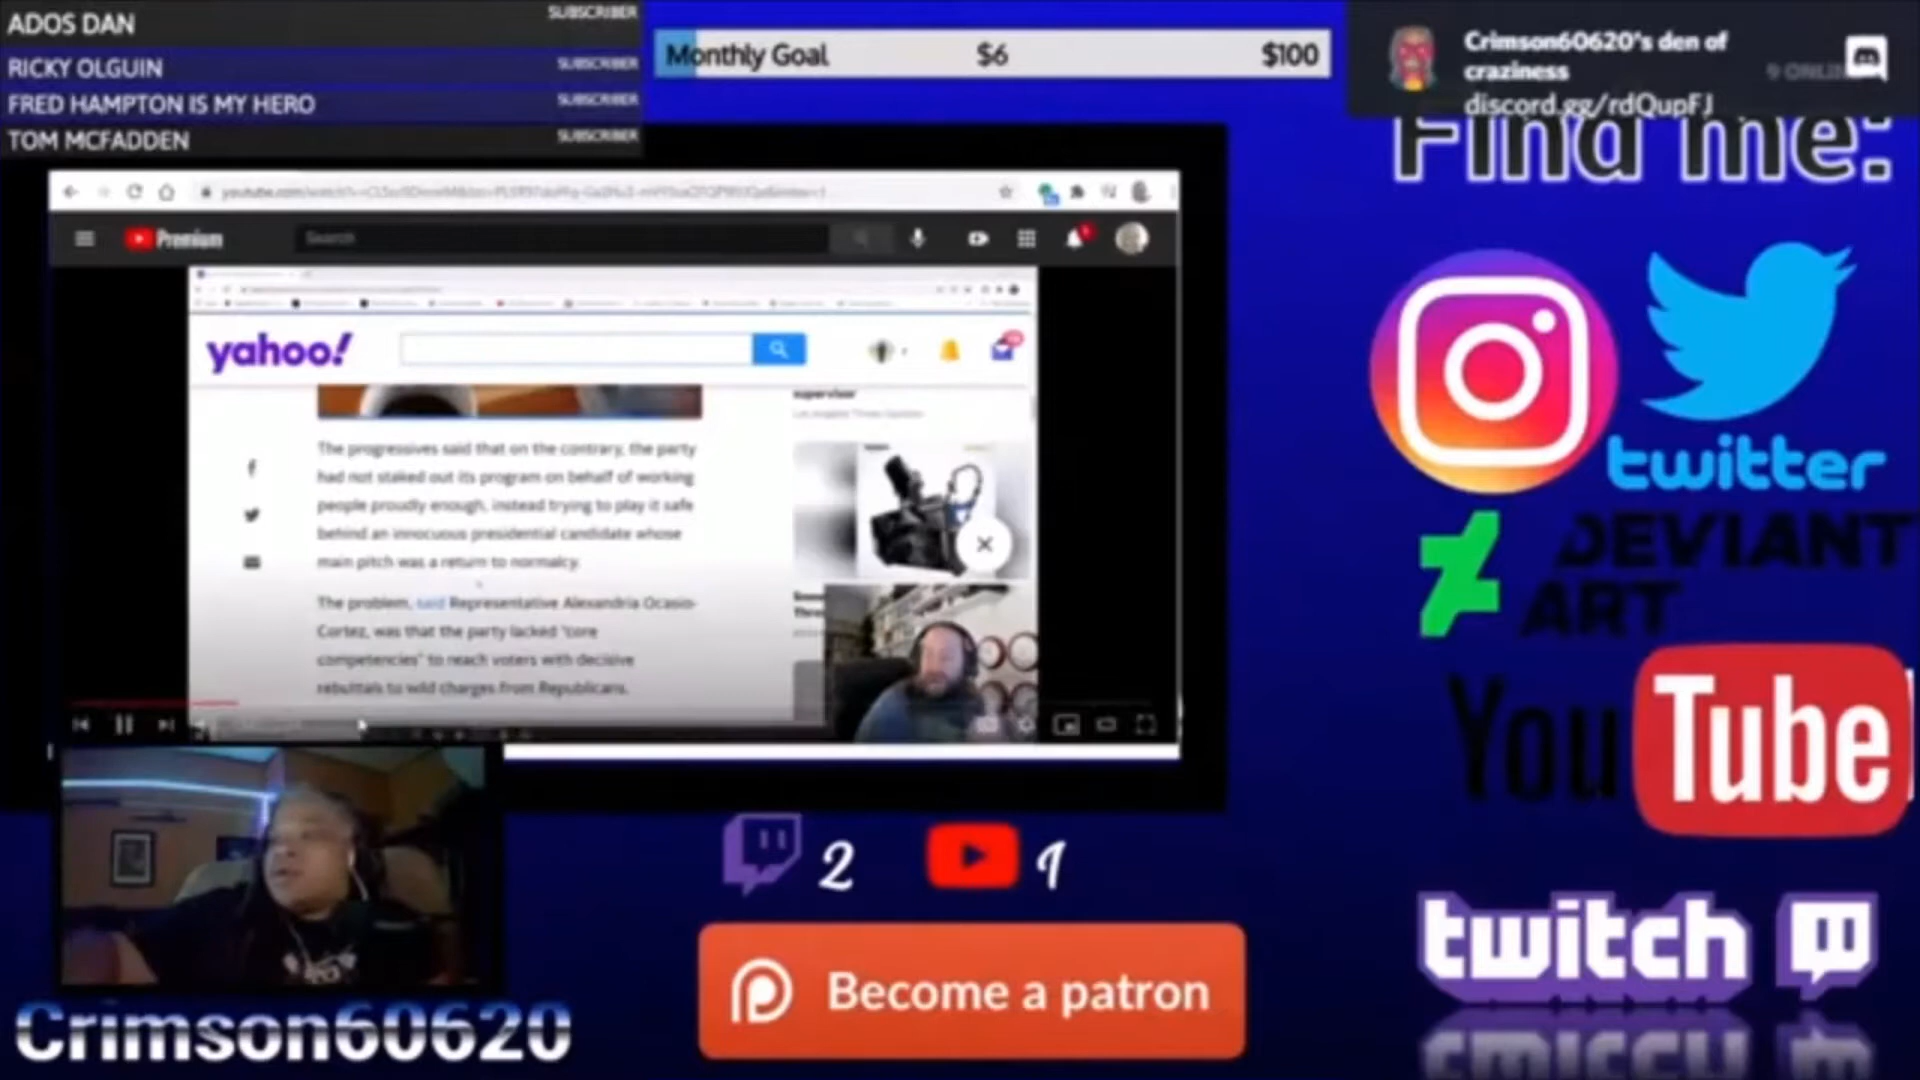 ADOS DAN
SUBSCRIBER
RICKY OLGUIN
SUBSCRIBER
FRED HAMPTON IS MY HERO
SUBSCRIBER
TOM MCFADDEN
SUBSCRIBER
Monthly Goal
$6
$100
Crimson60620's den of
craziness
discord.gg/rdQupFJ
Find me:
Premium
Search
yahoo!
supervisor
The progressives said that on the contrary, the party
had not staked out its program on behalf of working
people proudly enough, instead trying to play it safe
behind an innocuous presidential candidate whose
main pitch was a return to normalcy.
The problem, said Representative Alexandria Ocasio-
Cortez, was that the party lacked "core
competencies" to reach voters with decisive
rebuttals to wild charges from Republicans.
twitter
DEVIANT
ART
YouTube
2
1
Become a patron
twitch
Crimson60620